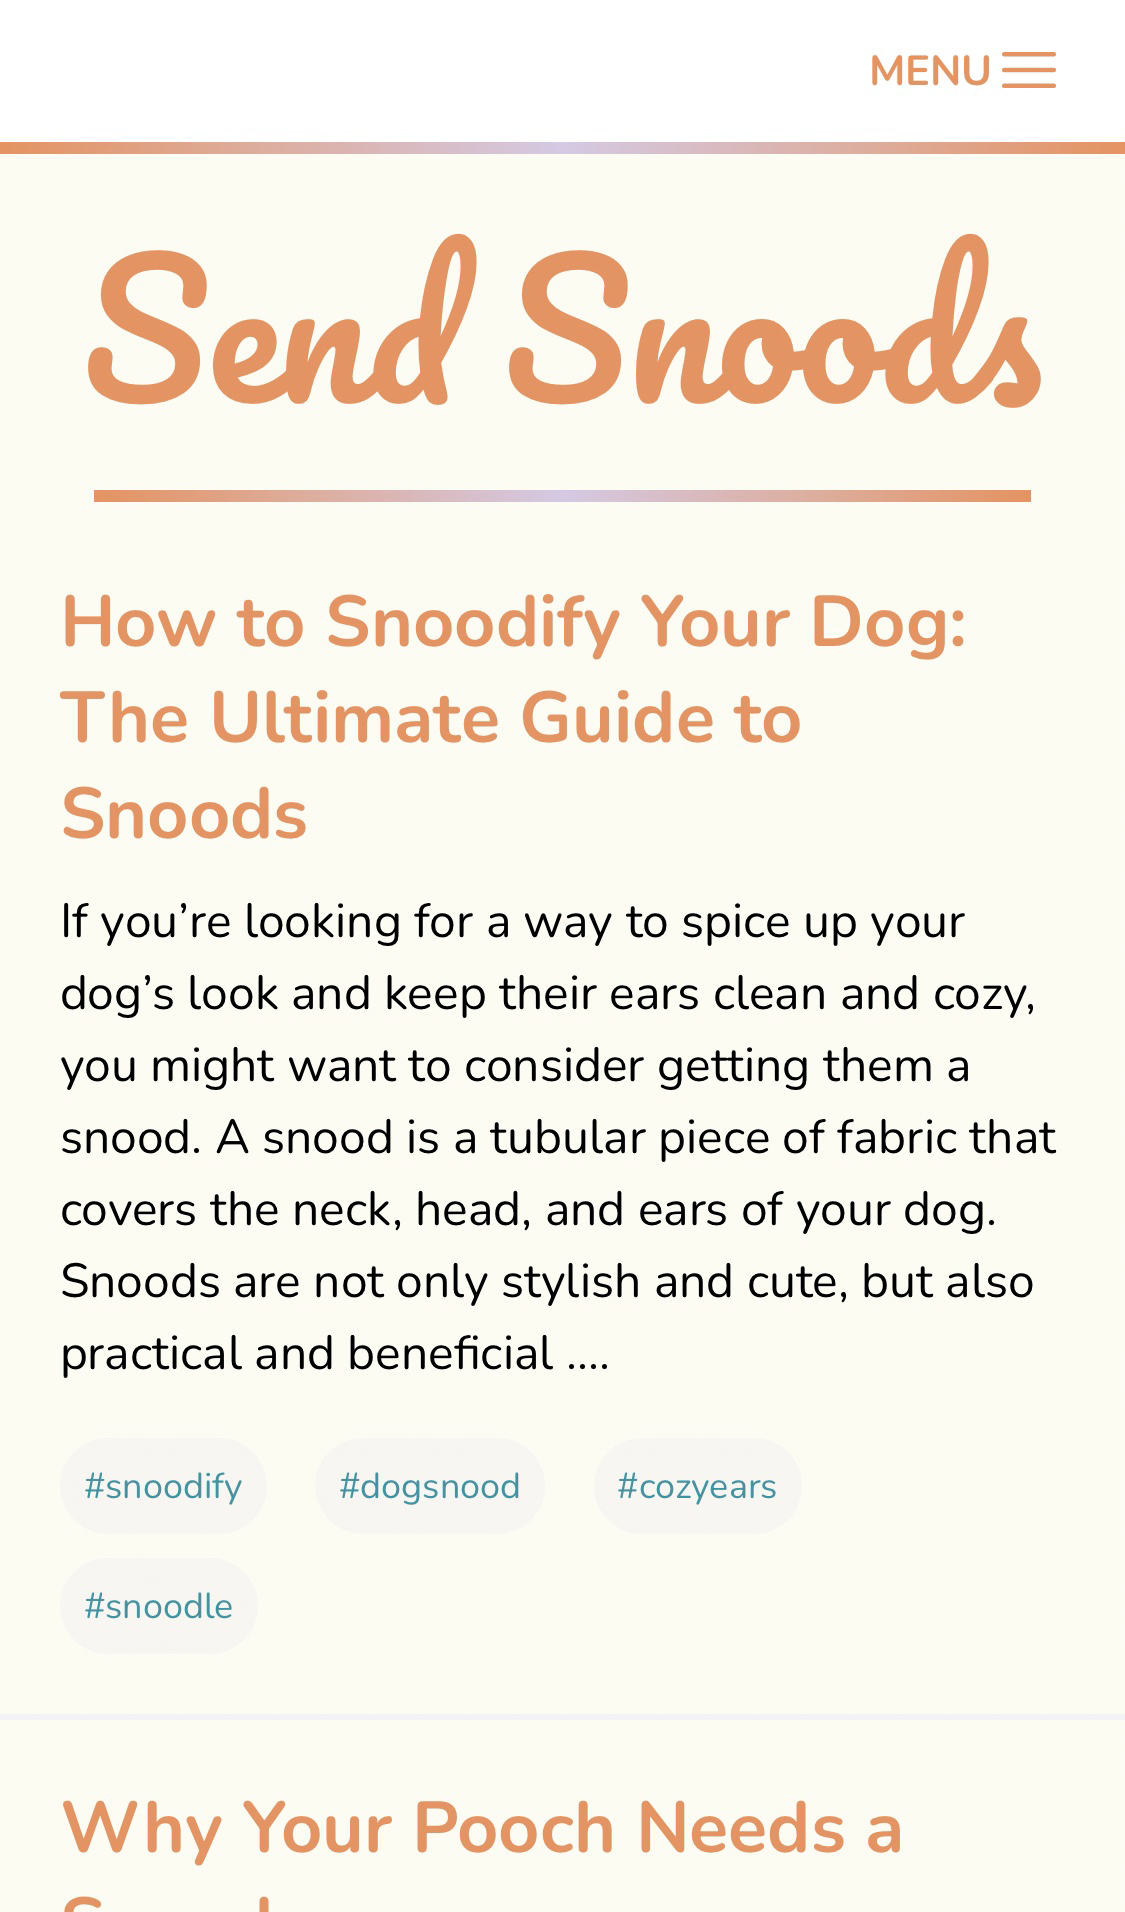 MENU
Send Snoods
How to Snoodify Your Dog:
The Ultimate Guide to
Snoods
If you’re looking for a way to spice up your
dog’s look and keep their ears clean and cozy,
you might want to consider getting them a
snood. A snood is a tubular piece of fabric that
covers the neck, head, and ears of your dog.
Snoods are not only stylish and cute, but also
practical and beneficial ....
#snoodify #dogsnood #cozyears
#snoodle
Why Your Pooch Needs a